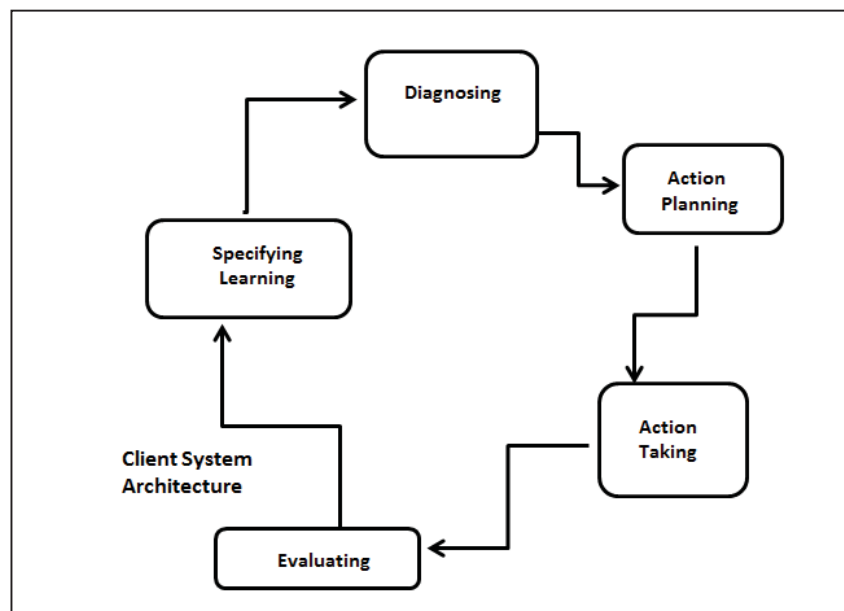 Diagnosing
Action
Planning
Specifying
Learning
Action
Taking
Client System
Architecture
Evaluating